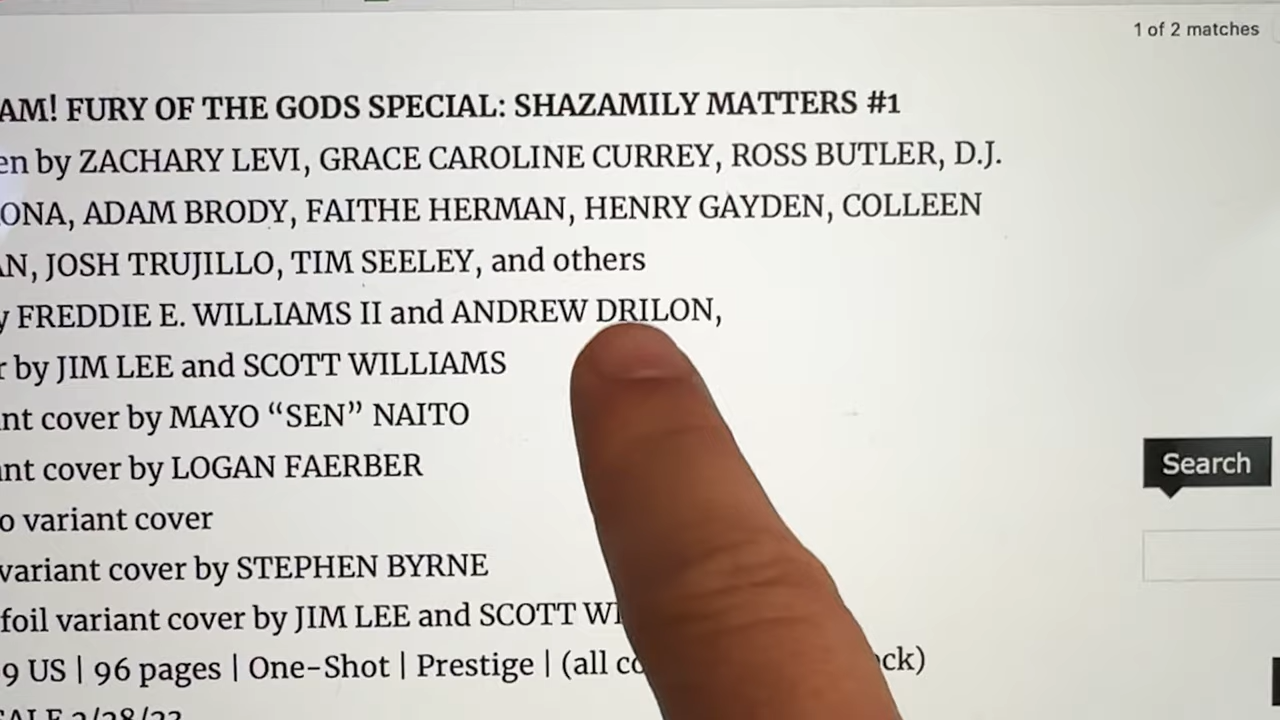 1 of 2 matches
AM! FURY OF THE GODS SPECIAL: SHAZAMILY MATTERS #1
en by ZACHARY LEVI, GRACE CAROLINE CURREY, ROSS BUTLER, D.J.
ONA, ADAM BRODY, FAITHE HERMAN, HENRY GAYDEN, COLLEEN
AN, JOSH TRUJILLO, TIM SEELEY, and others
y FREDDIE E. WILLIAMS II and ANDREW DRILON,
r by JIM LEE and SCOTT WILLIAMS
nt cover by MAYO “SEN” NAITO
nt cover by LOGAN FAERBER
Search
o variant cover
variant cover by STEPHEN BYRNE
foil variant cover by JIM LEE and SCOTT WI
9 US | 96 pages | One-Shot | Prestige | (all co ck)